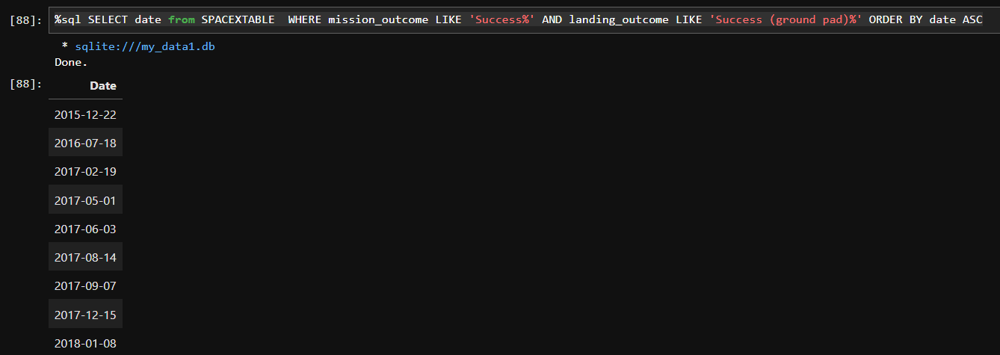 [88]: %sql SELECT date from SPACEXTABLE  WHERE mission_outcome LIKE 'Success%' AND landing_outcome LIKE 'Success (ground pad)%' ORDER BY date ASC
* sqlite:///my_data1.db
Done.
[88]: Date
2015-12-22
2016-07-18
2017-02-19
2017-05-01
2017-06-03
2017-08-14
2017-09-07
2017-12-15
2018-01-08